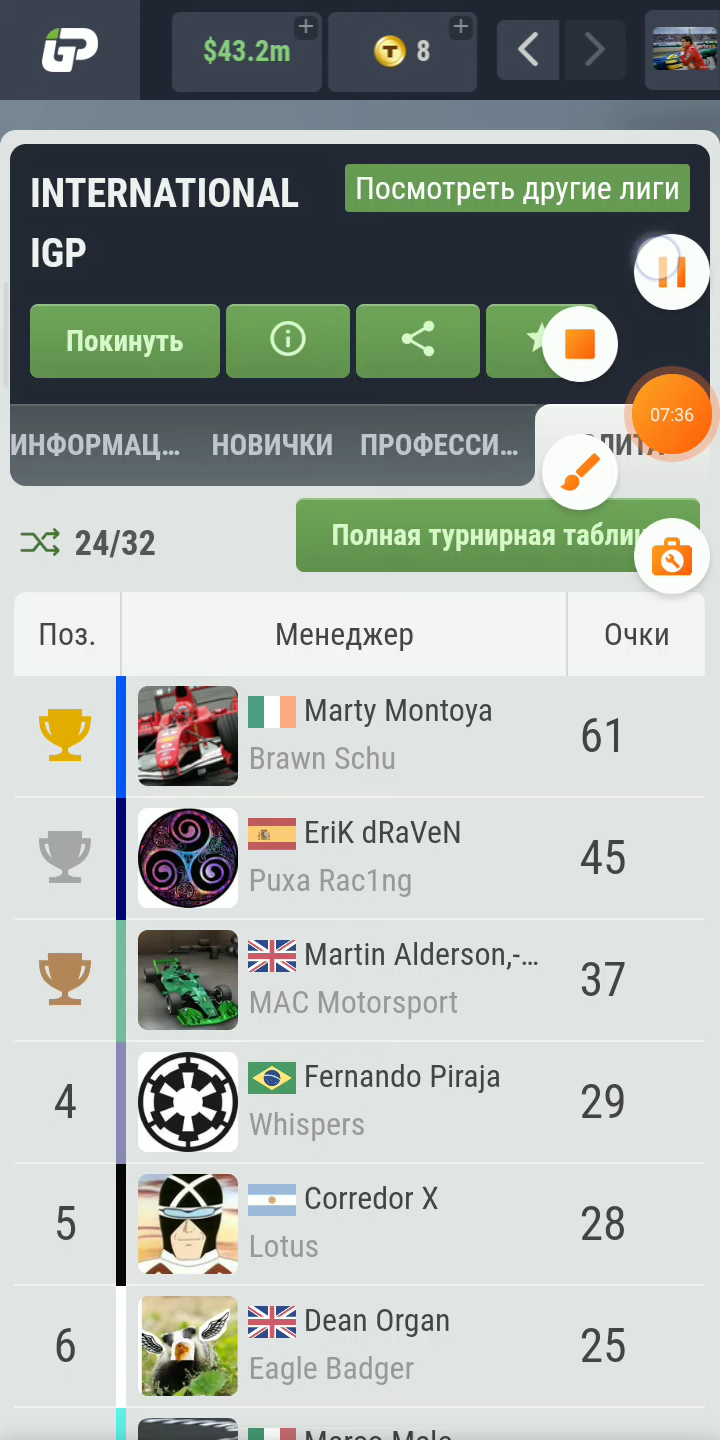 GP
$43.2m
T 8
INTERNATIONAL
IGP
Посмотреть другие лиги
Покинуть
07:36
ИНФОРМАЦ…
НОВИЧКИ
ПРОФЕССИ…
24/32
Полная турнирная
Поз.
Менеджер
Очки
Marty Montoya
Brawn Schu
61
EriK dRaVeN
Puxa Rac1ng
45
Martin Alderson,-…
MAC Motorsport
37
4
Fernando Piraja
Whispers
29
5
Corredor X
Lotus
28
6
Dean Organ
Eagle Badger
25